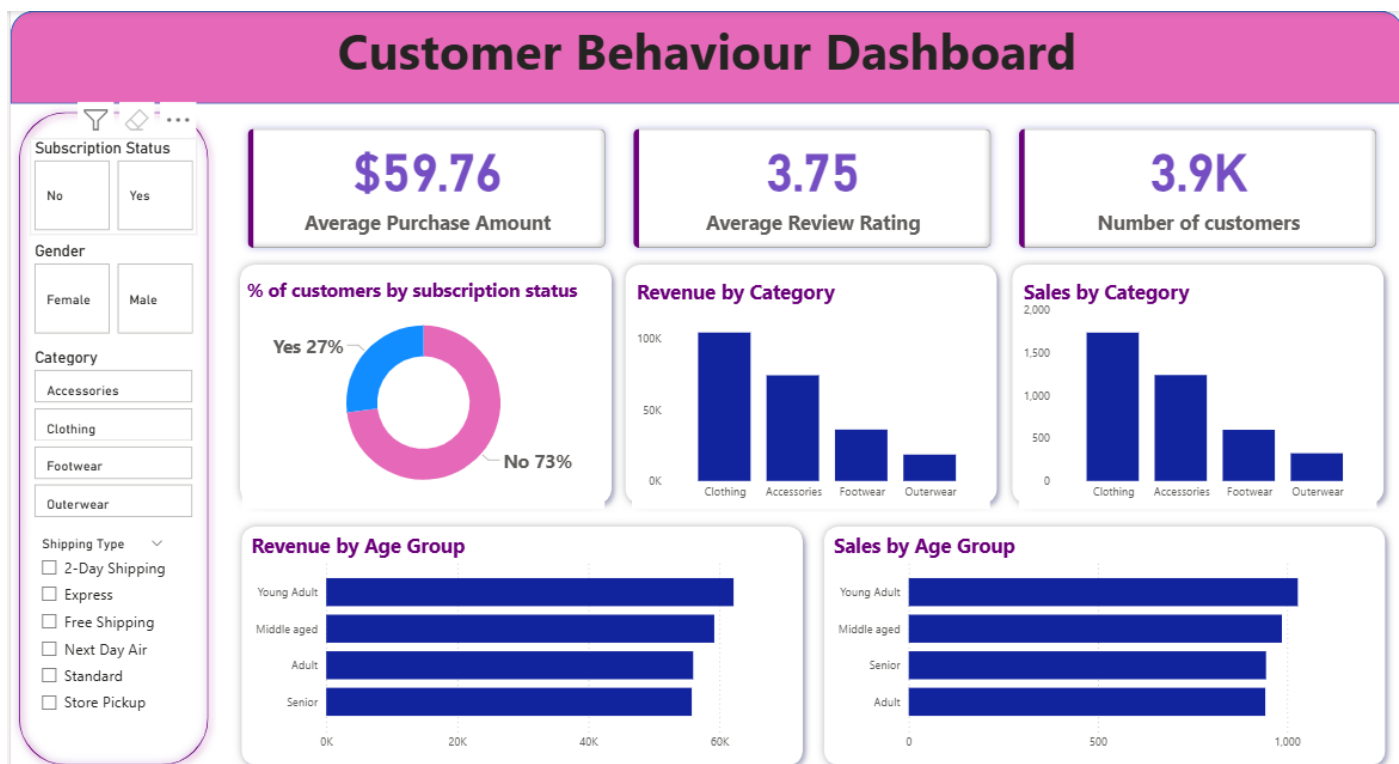 Customer Behaviour Dashboard
Subscription Status
No
Yes
Gender
Female
Male
Category
Accessories
Clothing
Footwear
Outerwear
Shipping Type
2-Day Shipping
Express
Free Shipping
Next Day Air
Standard
Store Pickup
$59.76
Average Purchase Amount
3.75
Average Review Rating
3.9K
Number of customers
% of customers by subscription status
Yes 27%
No 73%
Revenue by Category
100K
50K
0K
Clothing
Accessories
Footwear
Outerwear
Sales by Category
2,000
1,500
1,000
500
0
Clothing
Accessories
Footwear
Outerwear
Revenue by Age Group
Young Adult
Middle aged
Adult
Senior
0K
20K
40K
60K
Sales by Age Group
Young Adult
Middle aged
Senior
Adult
0
500
1,000